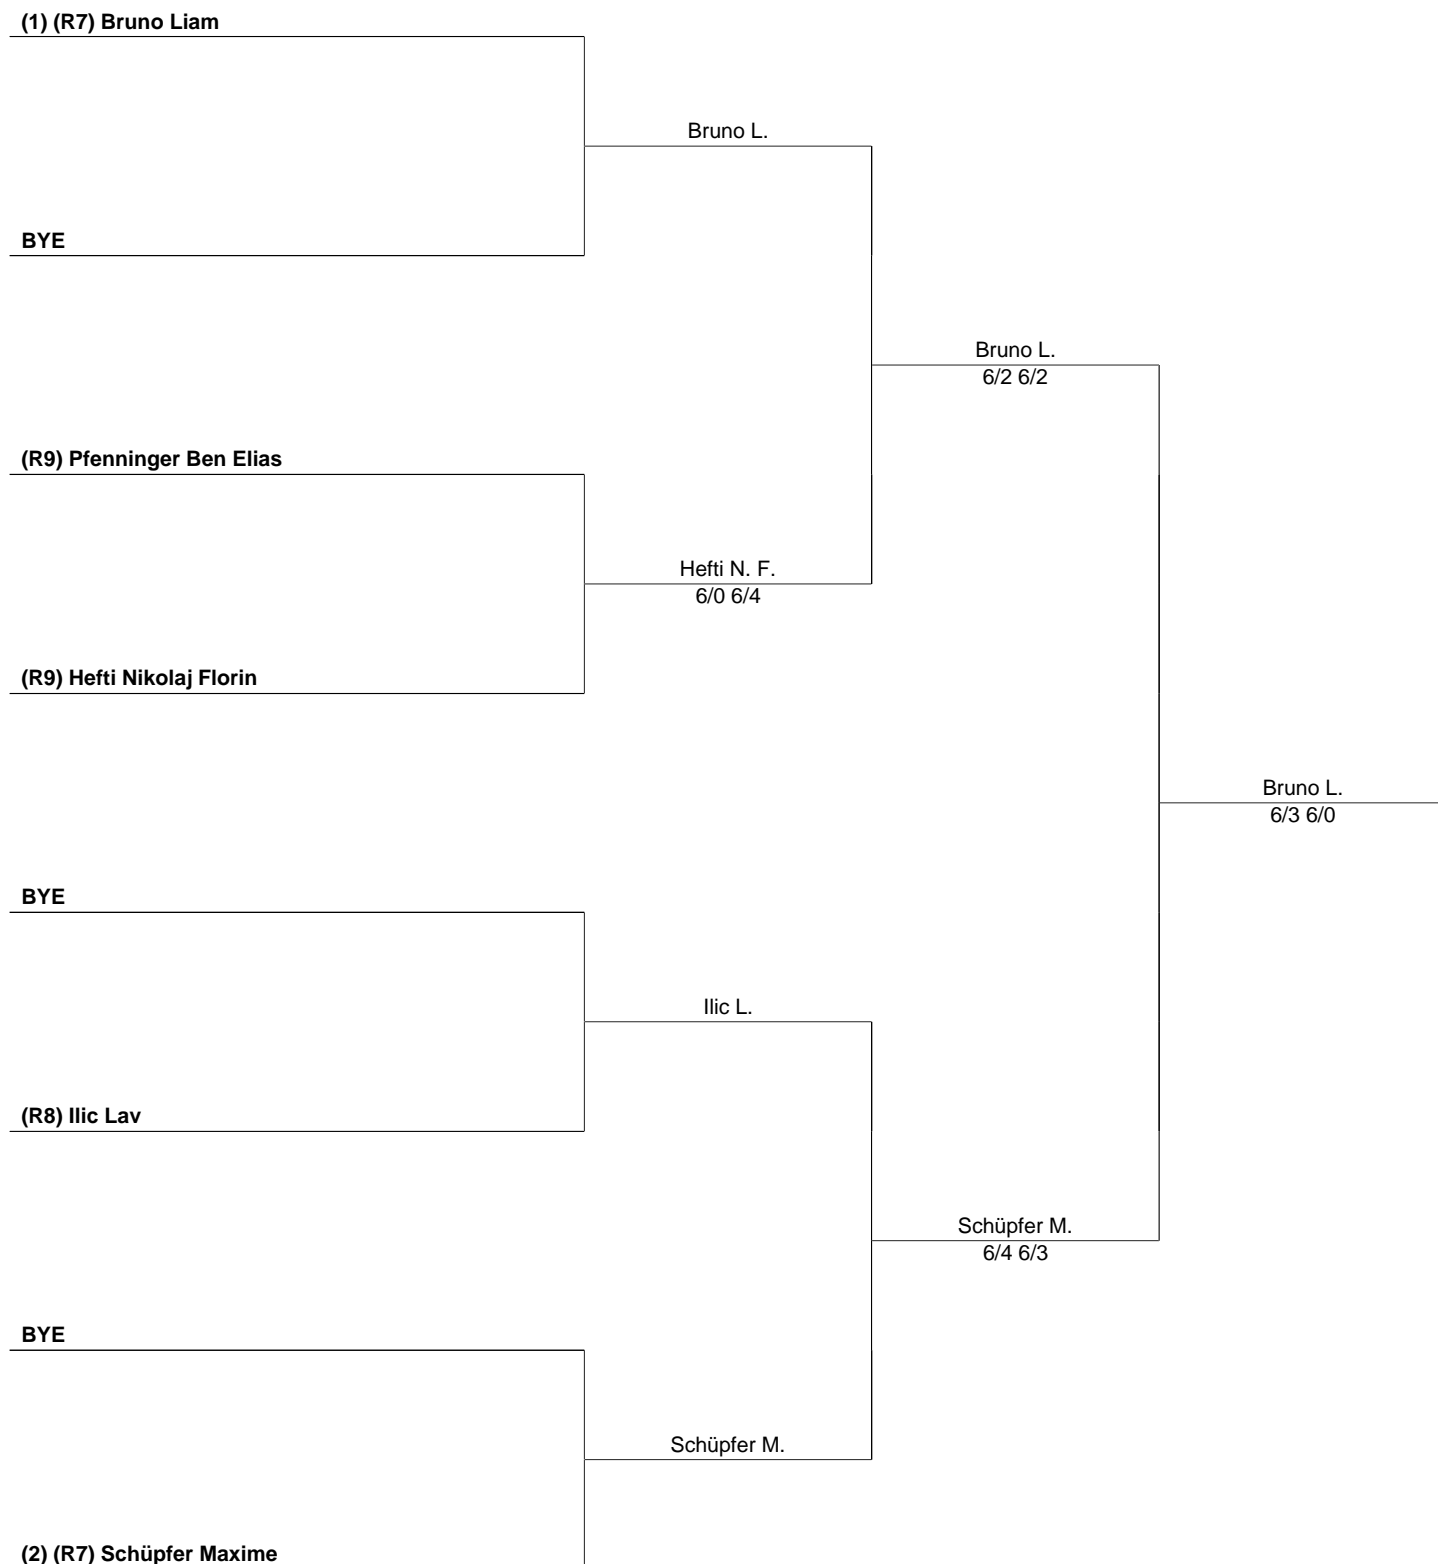 (1) (R7) Bruno Liam
Bruno L.
BYE
Bruno L.
6/2 6/2
(R9) Pfenninger Ben Elias
Hefti N. F.
6/0 6/4
(R9) Hefti Nikolaj Florin
Bruno L.
6/3 6/0
BYE
Ilic L.
(R8) Ilic Lav
Schüpfer M.
6/4 6/3
BYE
Schüpfer M.
(2) (R7) Schüpfer Maxime